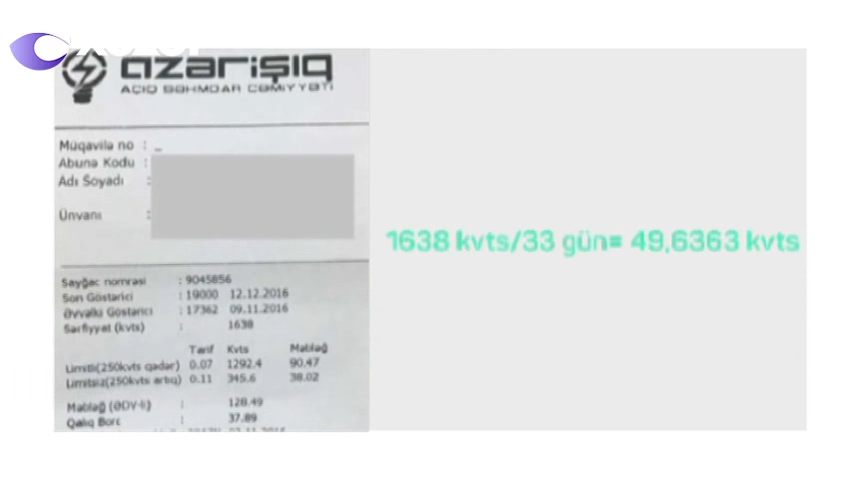 azərişıq
AÇIQ SƏHMDAR CƏMİYYƏTİ
Müqavilə no : _
Abunə Kodu :
Adı Soyadı :
Ünvanı :
Sayğac nomrəsi : 9045856
Son Göstərici : 19000 12.12.2016
Əvvəlki Göstərici : 17362 09.11.2016
Sərfiyyat (kvts) : 1638
Tarif Kvts Məbləğ
Limitli(250kvts qədər) 0.07 1292.4 90.47
Limitsiz(250kvts artıq) 0.11 345.6 38.02
Məbləğ (ƏDV-li) : 128.49
Qalıq Borc : 37.89
1638 kvts/33 gün= 49,6363 kvts